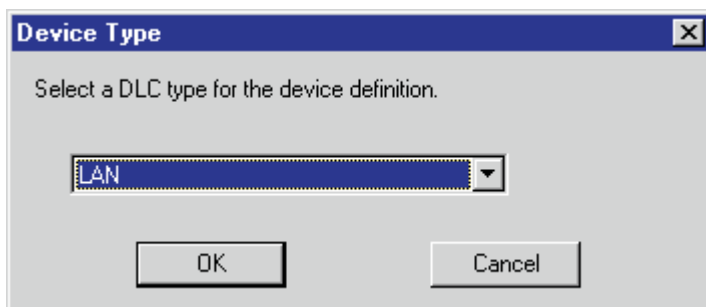 Device Type
Select a DLC type for the device definition.
LAN
OK Cancel